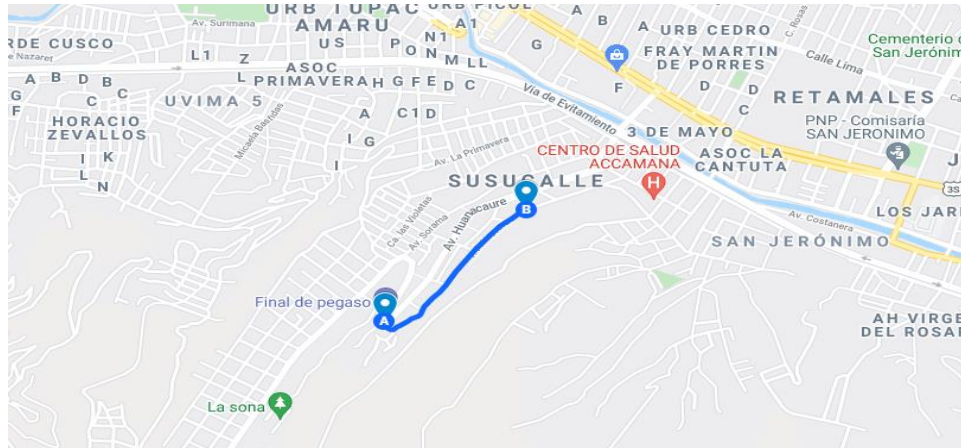 URB TUPAC
AMARU
URB PICOL
Av. Surimana
A1
N1
US
P
O
N
M
LL
RDE CUSCO
de Nazaret
L1
Z
ASOC
PRIMAVERA
H
G
F
E
D
C
A
B
D
B
C
C
G
F
HORACIO
ZEVALLOS
I
K
L
N
UVIMA 5
Micaela Bastidas
A
C1
D
I
G
I
Av. La Primavera
G
A
B
A
B
URB CEDRO
FRAY MARTIN
DE PORRES
F
D
D
C
C. Rosas
Calle Lima
Cementerio d
San Jerónim
RETAMALES
PNP - Comisaría
SAN JERONIMO
J
3S
Vía de Evitamiento
3 DE MAYO
CENTRO DE SALUD
ACCAMANA
H
ASOC LA
CANTUTA
SUSUCALLE
B
Av. Huanacaure
Av. Sorama
Ca. las Violetas
LOS JARI
Av. Costanera
SAN JERÓNIMO
Final de pegaso
A
AH VIRGE
DEL ROSAR
La sona